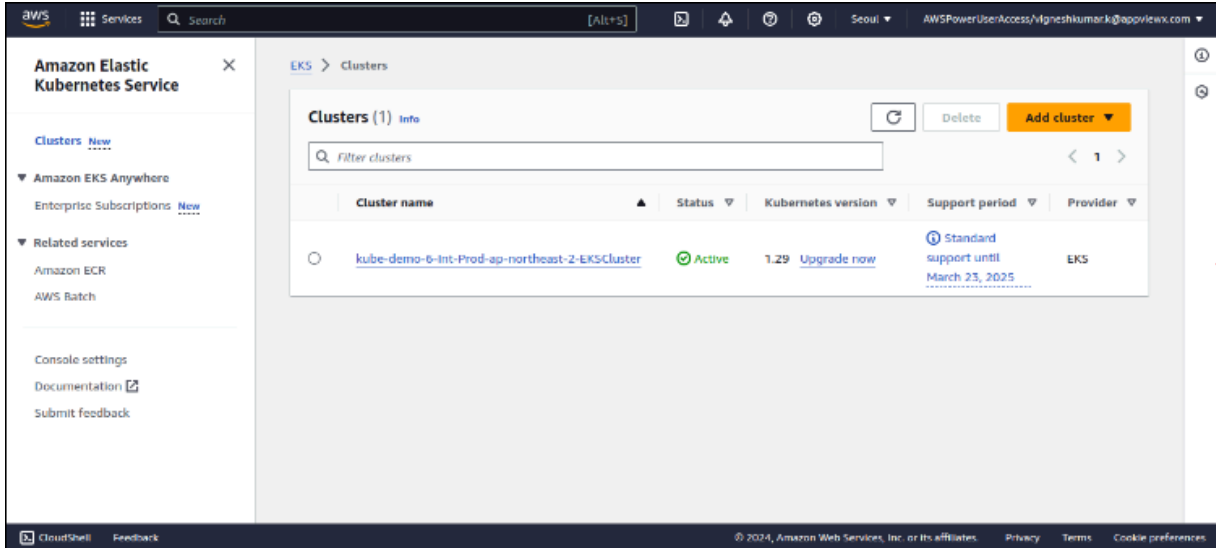 aws Services Search [Alt+S] Seoul AWSPowerUserAccess/vigneshkumar.k@appviewx.com
Amazon Elastic
Kubernetes Service
Clusters New
Amazon EKS Anywhere
Enterprise Subscriptions New
Related services
Amazon ECR
AWS Batch
Console settings
Documentation
Submit feedback
EKS > Clusters
Clusters (1) Info Delete Add cluster
Filter clusters
1
Cluster name Status Kubernetes version Support period Provider
kube-demo-6-Int-Prod-ap-northeast-2-EKSCluster Active 1.29 Upgrade now Standard support until March 23, 2025 EKS
CloudShell Feedback © 2024, Amazon Web Services, Inc. or its affiliates. Privacy Terms Cookie preferences